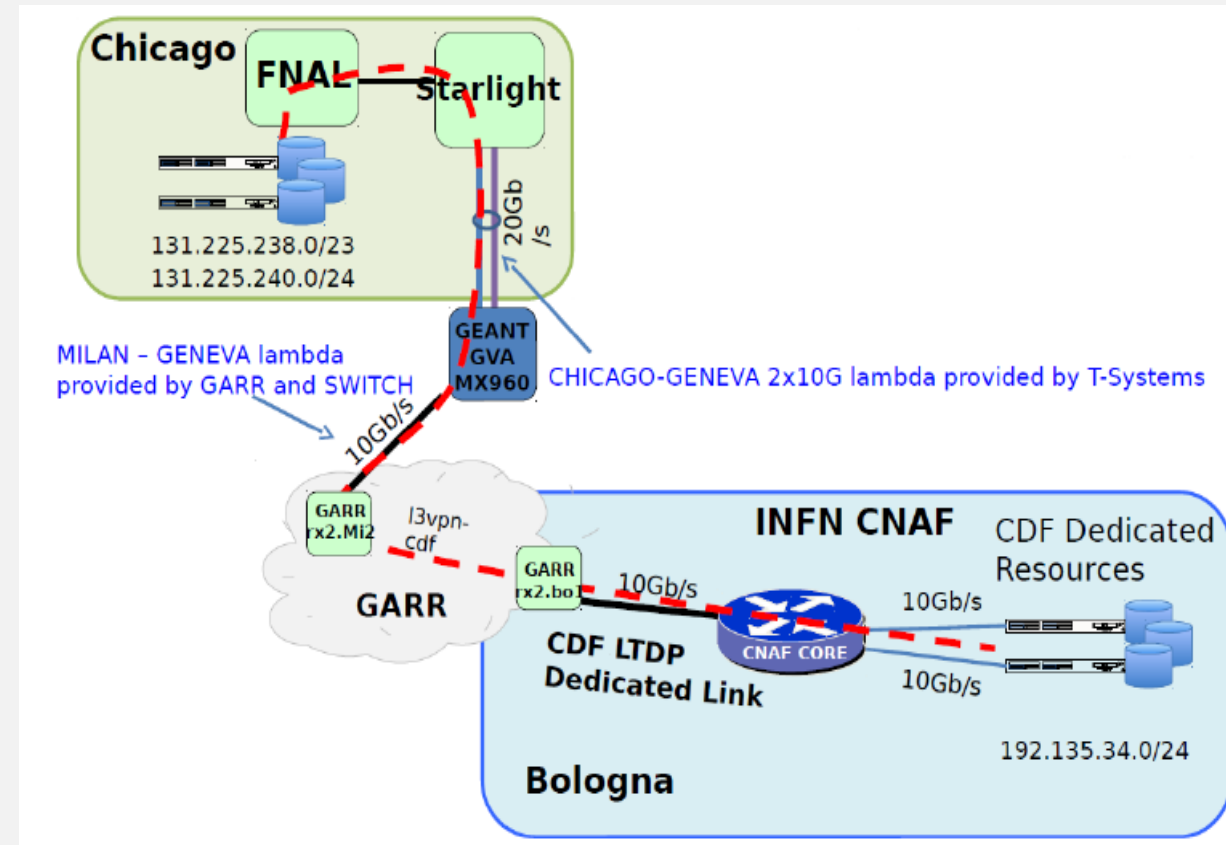 Chicago
FNAL
Starlight
131.225.238.0/23
131.225.240.0/24
20Gb
/s
MILAN – GENEVA lambda
provided by GARR and SWITCH
GEANT
GVA
MX960
CHICAGO-GENEVA 2x10G lambda provided by T-Systems
10Gb/s
GARR
rx2.Mi2
l3vpn-
cdf
GARR
GARR
rx2.bo1
INFN CNAF
CDF Dedicated
Resources
10Gb/s
CNAF CORE
10Gb/s
10Gb/s
CDF LTDP
Dedicated Link
192.135.34.0/24
Bologna